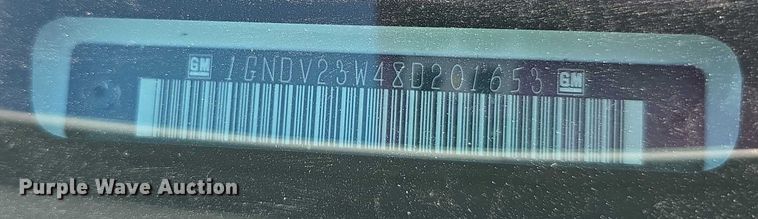 GM 1GNDV23W48D201653 GM
Purple Wave Auction